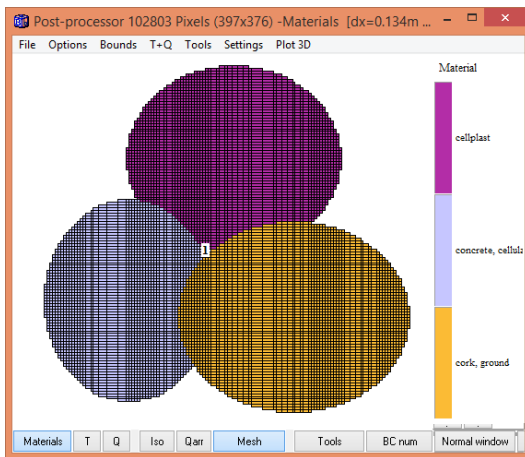 Post-processor 102803 Pixels (397x376) -Materials [dx=0.134m ...
File Options Bounds T+Q Tools Settings Plot 3D
Material
cellplast
concrete, cellula
1
cork, ground
Materials T Q Iso Qarr Mesh Tools BC num Normal window